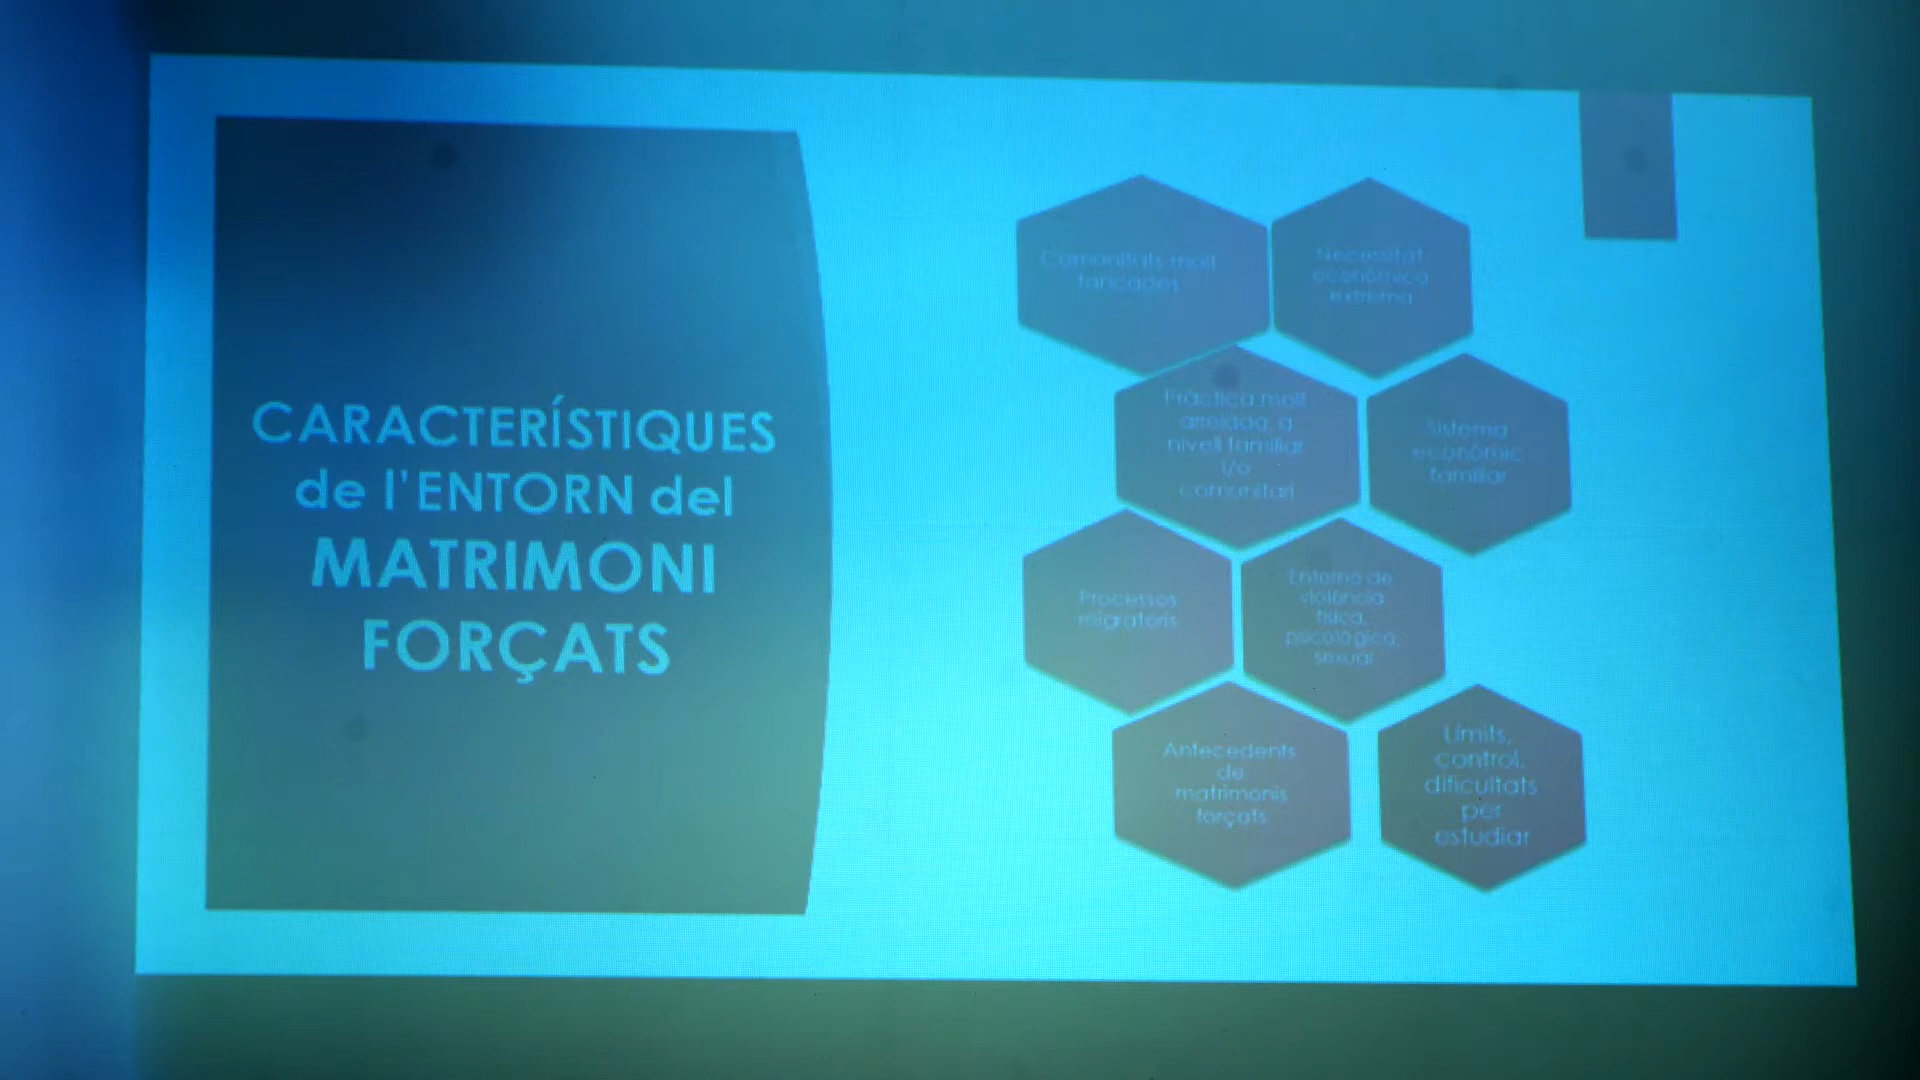 CARACTERÍSTIQUES
de l'ENTORN del
MATRIMONI
FORÇATS
Comunitats molt
tancades
Necessitat
econòmica
extrema
Pràctica molt
arrelada, a
nivell familiar
i/o
comunitari
Sistema
econòmic
familiar
Processos
migratoris
Entorno de
violència
física,
psicològica,
sexual
Antecedents
de
matrimonis
forçats
Límits,
control,
dificultats
per
estudiar